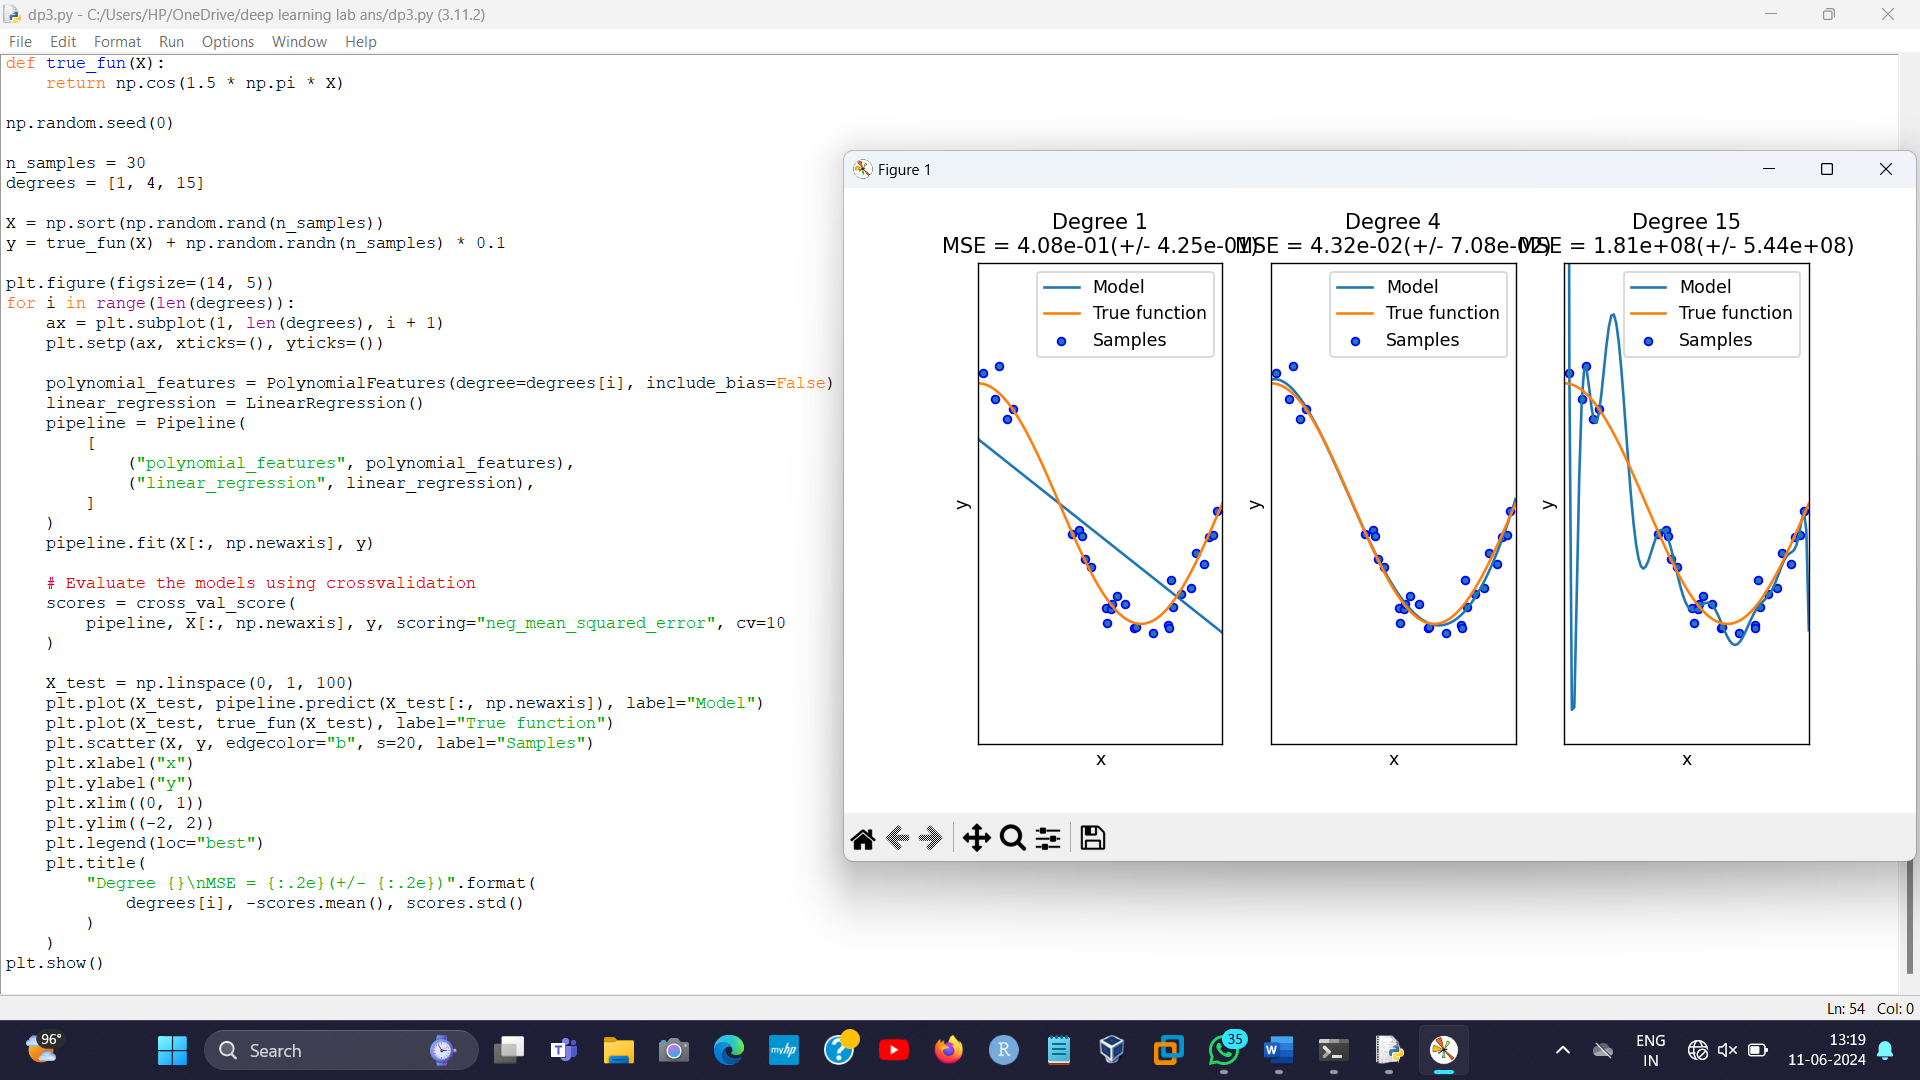 dp3.py - C:/Users/HP/OneDrive/deep learning lab ans/dp3.py (3.11.2)
File Edit Format Run Options Window Help
def true_fun(X):
    return np.cos(1.5 * np.pi * X)
np.random.seed(0)
n_samples = 30
degrees = [1, 4, 15]
X = np.sort(np.random.rand(n_samples))
y = true_fun(X) + np.random.randn(n_samples) * 0.1
plt.figure(figsize=(14, 5))
for i in range(len(degrees)):
    ax = plt.subplot(1, len(degrees), i + 1)
    plt.setp(ax, xticks=(), yticks=())
    polynomial_features = PolynomialFeatures(degree=degrees[i], include_bias=False)
    linear_regression = LinearRegression()
    pipeline = Pipeline(
        [
            ("polynomial_features", polynomial_features),
            ("linear_regression", linear_regression),
        ]
    )
    pipeline.fit(X[:, np.newaxis], y)
    # Evaluate the models using crossvalidation
    scores = cross_val_score(
        pipeline, X[:, np.newaxis], y, scoring="neg_mean_squared_error", cv=10
    )
    X_test = np.linspace(0, 1, 100)
    plt.plot(X_test, pipeline.predict(X_test[:, np.newaxis]), label="Model")
    plt.plot(X_test, true_fun(X_test), label="True function")
    plt.scatter(X, y, edgecolor="b", s=20, label="Samples")
    plt.xlabel("x")
    plt.ylabel("y")
    plt.xlim((0, 1))
    plt.ylim((-2, 2))
    plt.legend(loc="best")
    plt.title(
        "Degree {}\nMSE = {:.2e}(+/- {:.2e})".format(
            degrees[i], -scores.mean(), scores.std()
        )
    )
plt.show()
Figure 1
Degree 1
MSE = 4.08e-01(+/- 4.25e-01)
Model
True function
Samples
y
x
Degree 4
MSE = 4.32e-02(+/- 7.08e-02)
Model
True function
Samples
y
x
Degree 15
MSE = 1.81e+08(+/- 5.44e+08)
Model
True function
Samples
y
x
Ln: 54 Col: 0
96°
Search
myhp
R
35
W
ENG
IN
13:19
11-06-2024